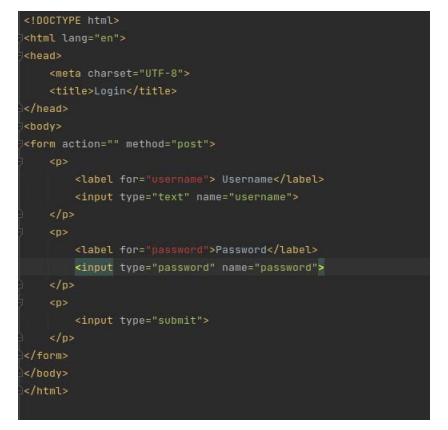 <!DOCTYPE html>
<html lang="en">
<head>
    <meta charset="UTF-8">
    <title>Login</title>
</head>
<body>
<form action="" method="post">
    <p>
        <label for="username"> Username</label>
        <input type="text" name="username">
    </p>
    <p>
        <label for="password">Password</label>
        <input type="password" name="password">
    </p>
    <p>
        <input type="submit">
    </p>
</form>
</body>
</html>